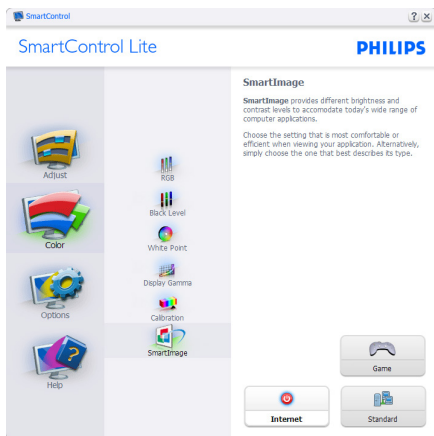 SmartControl
SmartControl Lite
PHILIPS
Adjust
Color
Options
Help
RGB
Black Level
White Point
Display Gamma
Calibration
SmartImage
SmartImage
SmartImage provides different brightness and
contrast levels to accomodate today's wide range of
computer applications.
Choose the setting that is most comfortable or
efficient when viewing your application. Alternatively,
simply choose the one that best describes its type.
Game
Internet
Standard